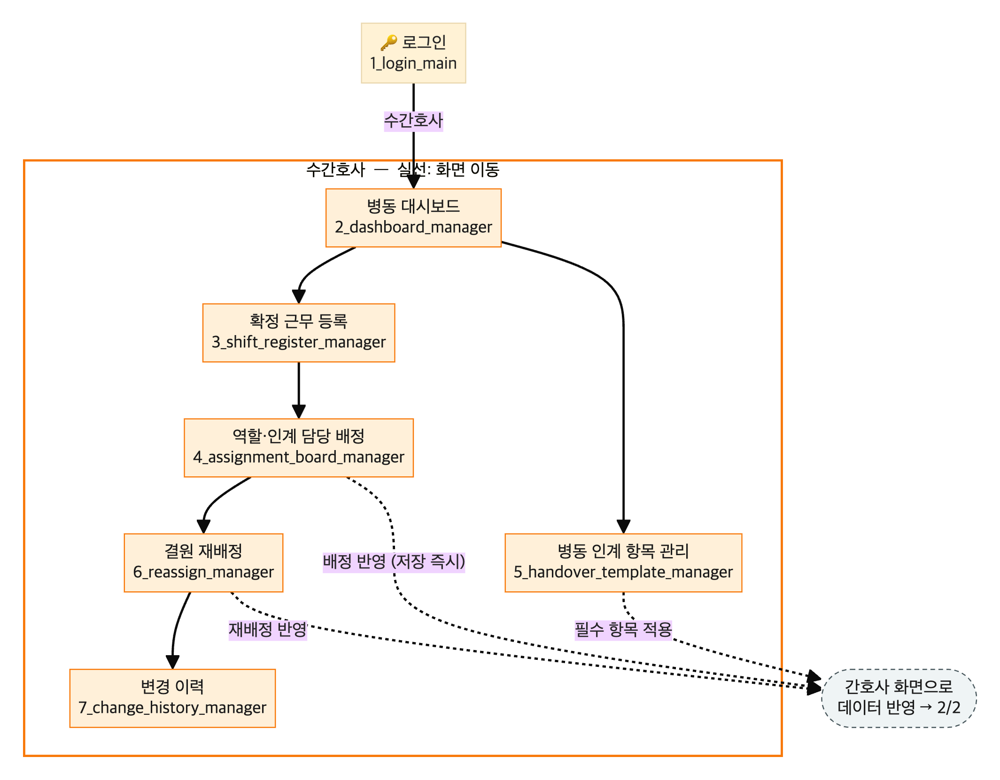 🔑 로그인
1_login_main
수간호사
수간호사 — 실선: 화면 이동
병동 대시보드
2_dashboard_manager
확정 근무 등록
3_shift_register_manager
역할·인계 담당 배정
4_assignment_board_manager
결원 재배정
6_reassign_manager
배정 반영 (저장 즉시)
병동 인계 항목 관리
5_handover_template_manager
재배정 반영
필수 항목 적용
변경 이력
7_change_history_manager
간호사 화면으로
데이터 반영 → 2/2